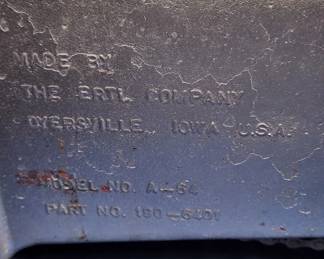 MADE BY
THE ERTL COMPANY
DYERSVILLE, IOWA U.S.A.
MODEL NO. A-64
PART NO. 180-6401